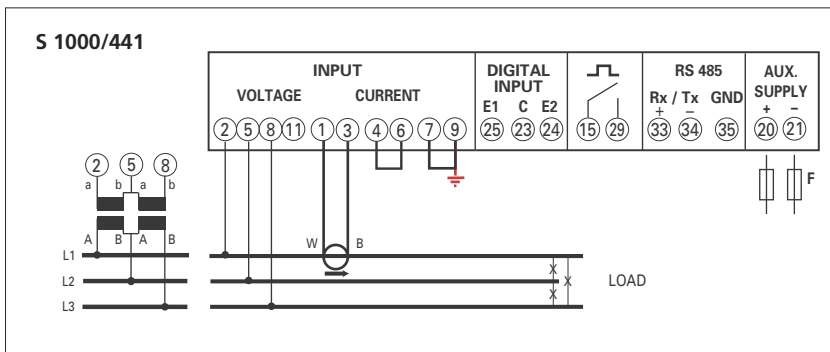 S 1000/441
INPUT
DIGITAL
INPUT
RS 485
AUX.
SUPPLY
VOLTAGE
CURRENT
E1 C E2
Rx / Tx GND
+ −
+ −
2 5 8 11 1 3 4 6 7 9 25 23 24 15 29 33 34 35 20 21
2 5 8
a b a b
F
A B A B
W B
L1
L2
L3
X
X
X
LOAD